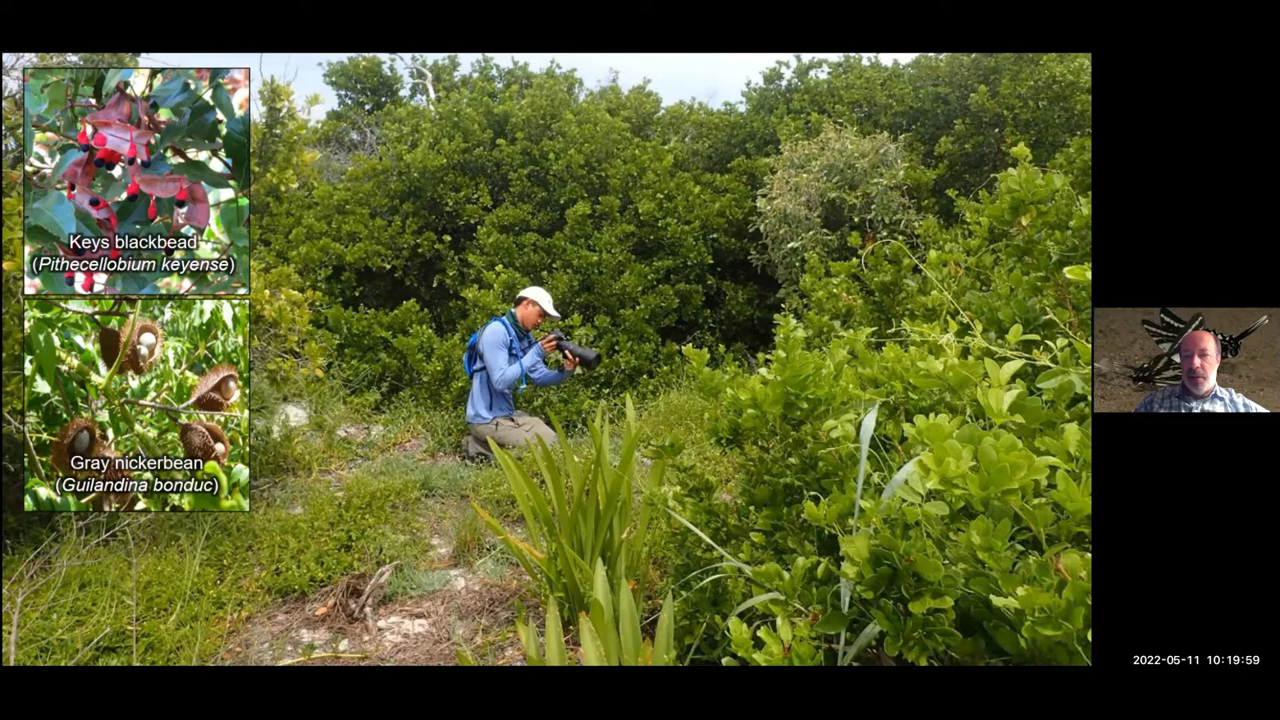 Keys blackbead
(Pithecellobium keyense)
Gray nickerbean
(Guilandina bonduc)
2022-05-11 10:19:59